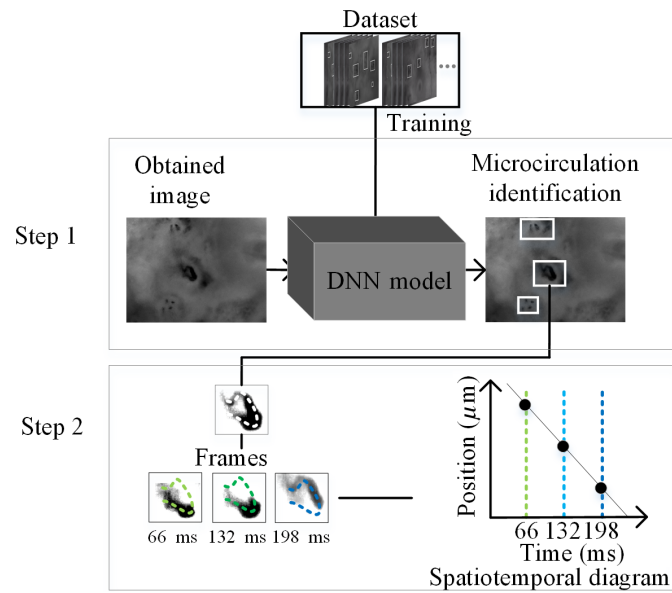 Dataset
Training
Step 1
Obtained
image
DNN model
Microcirculation
identification
Step 2
Frames
66 ms
132 ms
198 ms
Position (μm)
66
132
198
Time (ms)
Spatiotemporal diagram